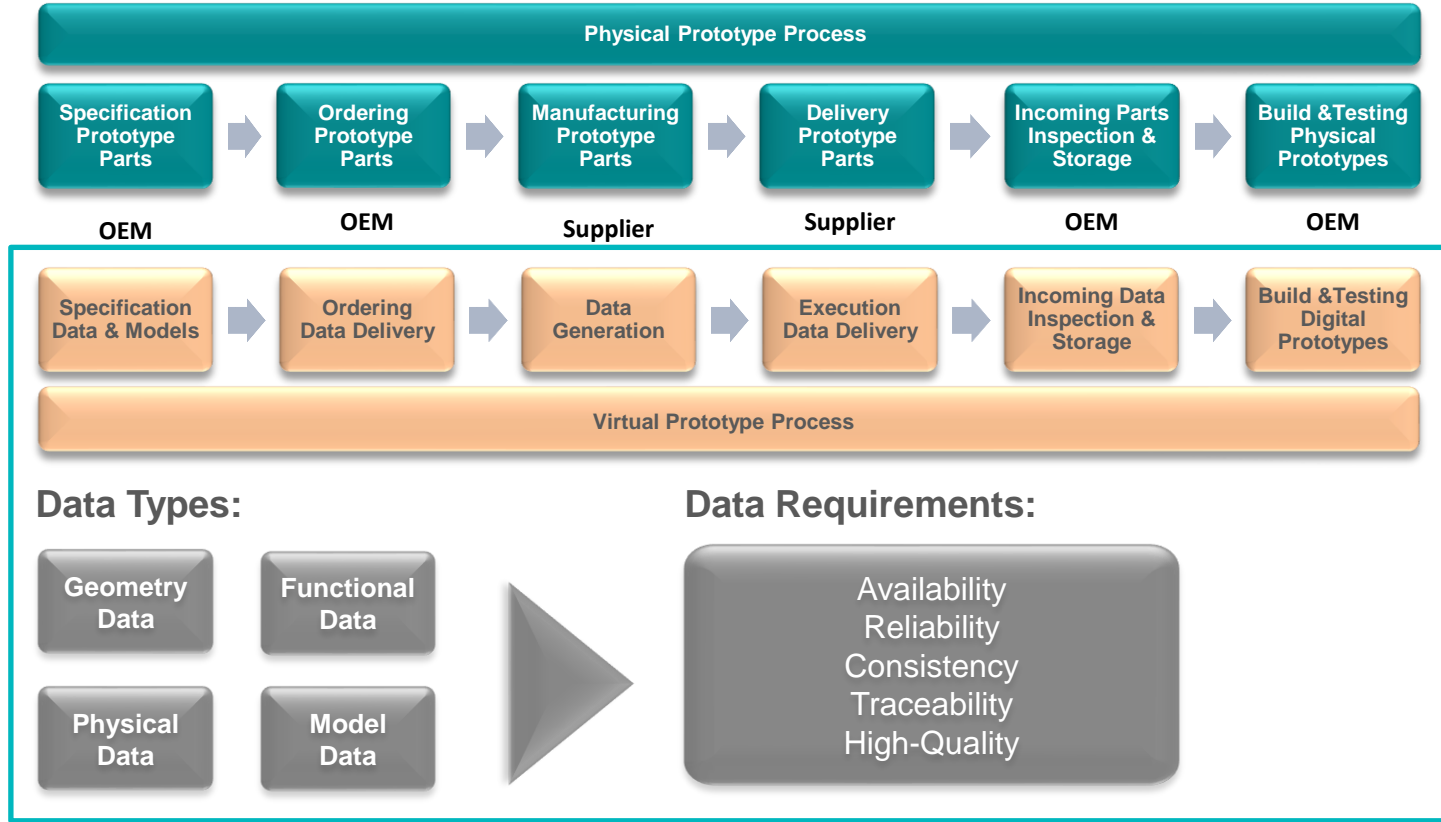 Physical Prototype Process
Specification
Prototype
Parts
Ordering
Prototype
Parts
Manufacturing
Prototype
Parts
Delivery
Prototype
Parts
Incoming Parts
Inspection &
Storage
Build &Testing
Physical
Prototypes
OEM
OEM
Supplier
Supplier
OEM
OEM
Specification
Data & Models
Ordering
Data Delivery
Data
Generation
Execution
Data Delivery
Incoming Data
Inspection &
Storage
Build &Testing
Digital
Prototypes
Virtual Prototype Process
Data Types:
Geometry
Data
Functional
Data
Physical
Data
Model
Data
Data Requirements:
Availability
Reliability
Consistency
Traceability
High-Quality